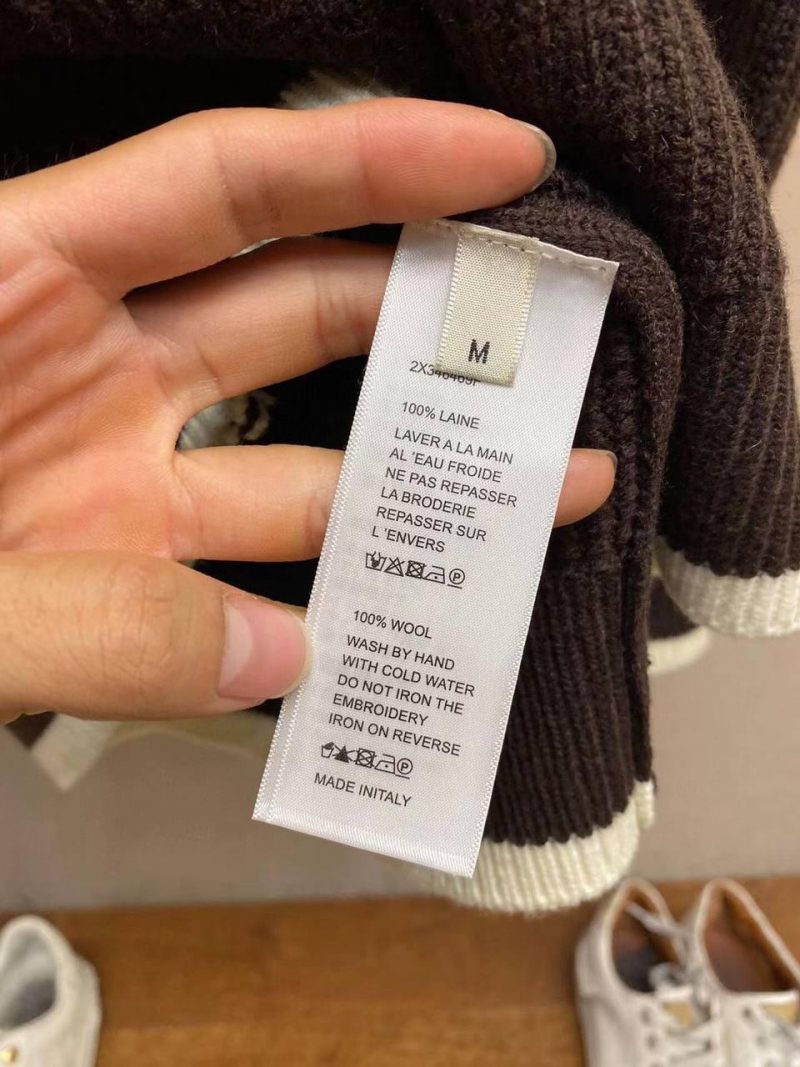 M
100% LAINE
LAVER A LA MAIN
AL 'EAU FROIDE
NE PAS REPASSER
LA BRODERIE
REPASSER SUR
L 'ENVERS
100% WOOL
WASH BY HAND
WITH COLD WATER
DO NOT IRON THE
EMBROIDERY
IRON ON REVERSE
MADE INITALY